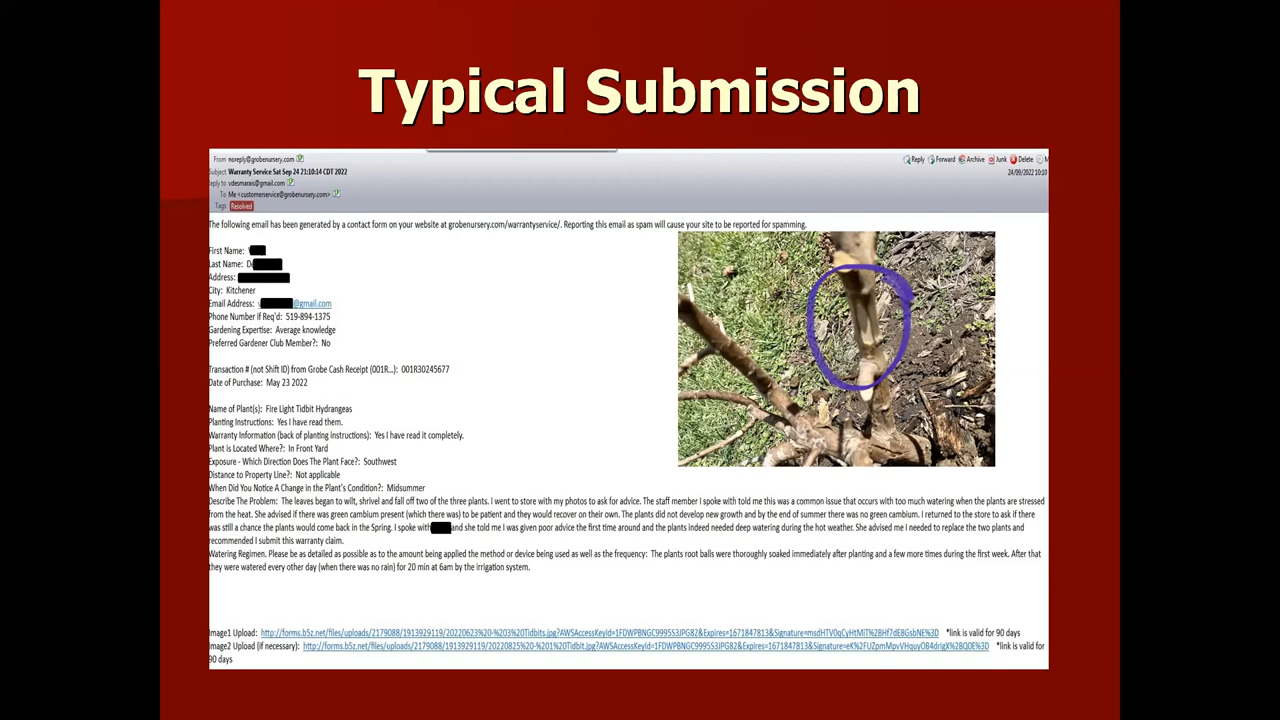 Typical Submission
From noreply@grobenursery.com
Reply Forward Archive Junk Delete M
Subject Warranty Service Sat Sep 24 21:10:14 CDT 2022
24/09/2022 10:10
Reply to vdesmarais@gmail.com
To Me <customerservice@grobenursery.com>
Tags Resolved
The following email has been generated by a contact form on your website at grobenursery.com/warrantyservice/. Reporting this email as spam will cause your site to be reported for spamming.
First Name:
Last Name: D
Address:
City: Kitchener
Email Address: @gmail.com
Phone Number if Req'd: 519-894-1375
Gardening Expertise: Average knowledge
Preferred Gardener Club Member?: No
Transaction # (not Shift ID) from Grobe Cash Receipt (001R...): 001R30245677
Date of Purchase: May 23 2022
Name of Plant(s): Fire Light Tidbit Hydrangeas
Planting Instructions: Yes I have read them.
Warranty Information (back of planting instructions): Yes I have read it completely.
Plant is Located Where?: In Front Yard
Exposure - Which Direction Does The Plant Face?: Southwest
Distance to Property Line?: Not applicable
When Did You Notice A Change in the Plant's Condition?: Midsummer
Describe The Problem: The leaves began to wilt, shrivel and fall off two of the three plants. I went to store with my photos to ask for advice. The staff member I spoke with told me this was a common issue that occurs with too much watering when the plants are stressed
from the heat. She advised if there was green cambium present (which there was) to be patient and they would recover on their own. The plants did not develop new growth and by the end of summer there was no green cambium. I returned to the store to ask if there
was still a chance the plants would come back in the Spring. I spoke with and she told me I was given poor advice the first time around and the plants indeed needed deep watering during the hot weather. She advised me I needed to replace the two plants and
recommended I submit this warranty claim.
Watering Regimen. Please be as detailed as possible as to the amount being applied the method or device being used as well as the frequency: The plants root balls were thoroughly soaked immediately after planting and a few more times during the first week. After that
they were watered every other day (when there was no rain) for 20 min at 6am by the irrigation system.
Image1 Upload: *link is valid for 90 days
Image2 Upload (if necessary): *link is valid for
90 days